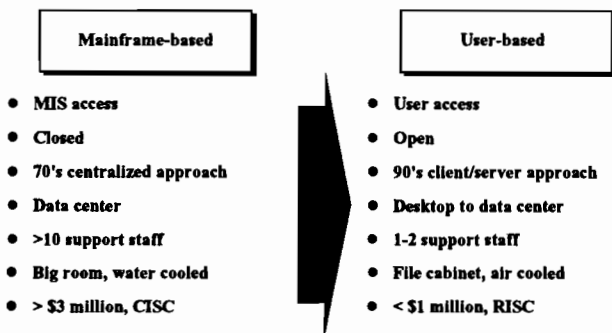 Mainframe-based
● MIS access
● Closed
● 70's centralized approach
● Data center
● >10 support staff
● Big room, water cooled
● > $3 million, CISC
User-based
● User access
● Open
● 90's client/server approach
● Desktop to data center
● 1-2 support staff
● File cabinet, air cooled
● < $1 million, RISC